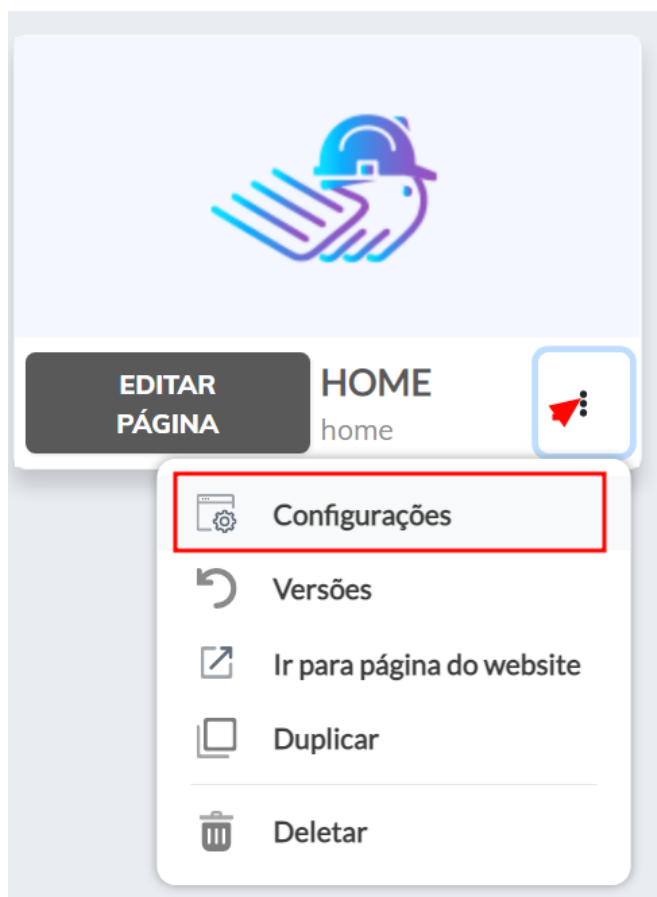 EDITAR
PÁGINA
HOME
home
Configurações
Versões
Ir para página do website
Duplicar
Deletar